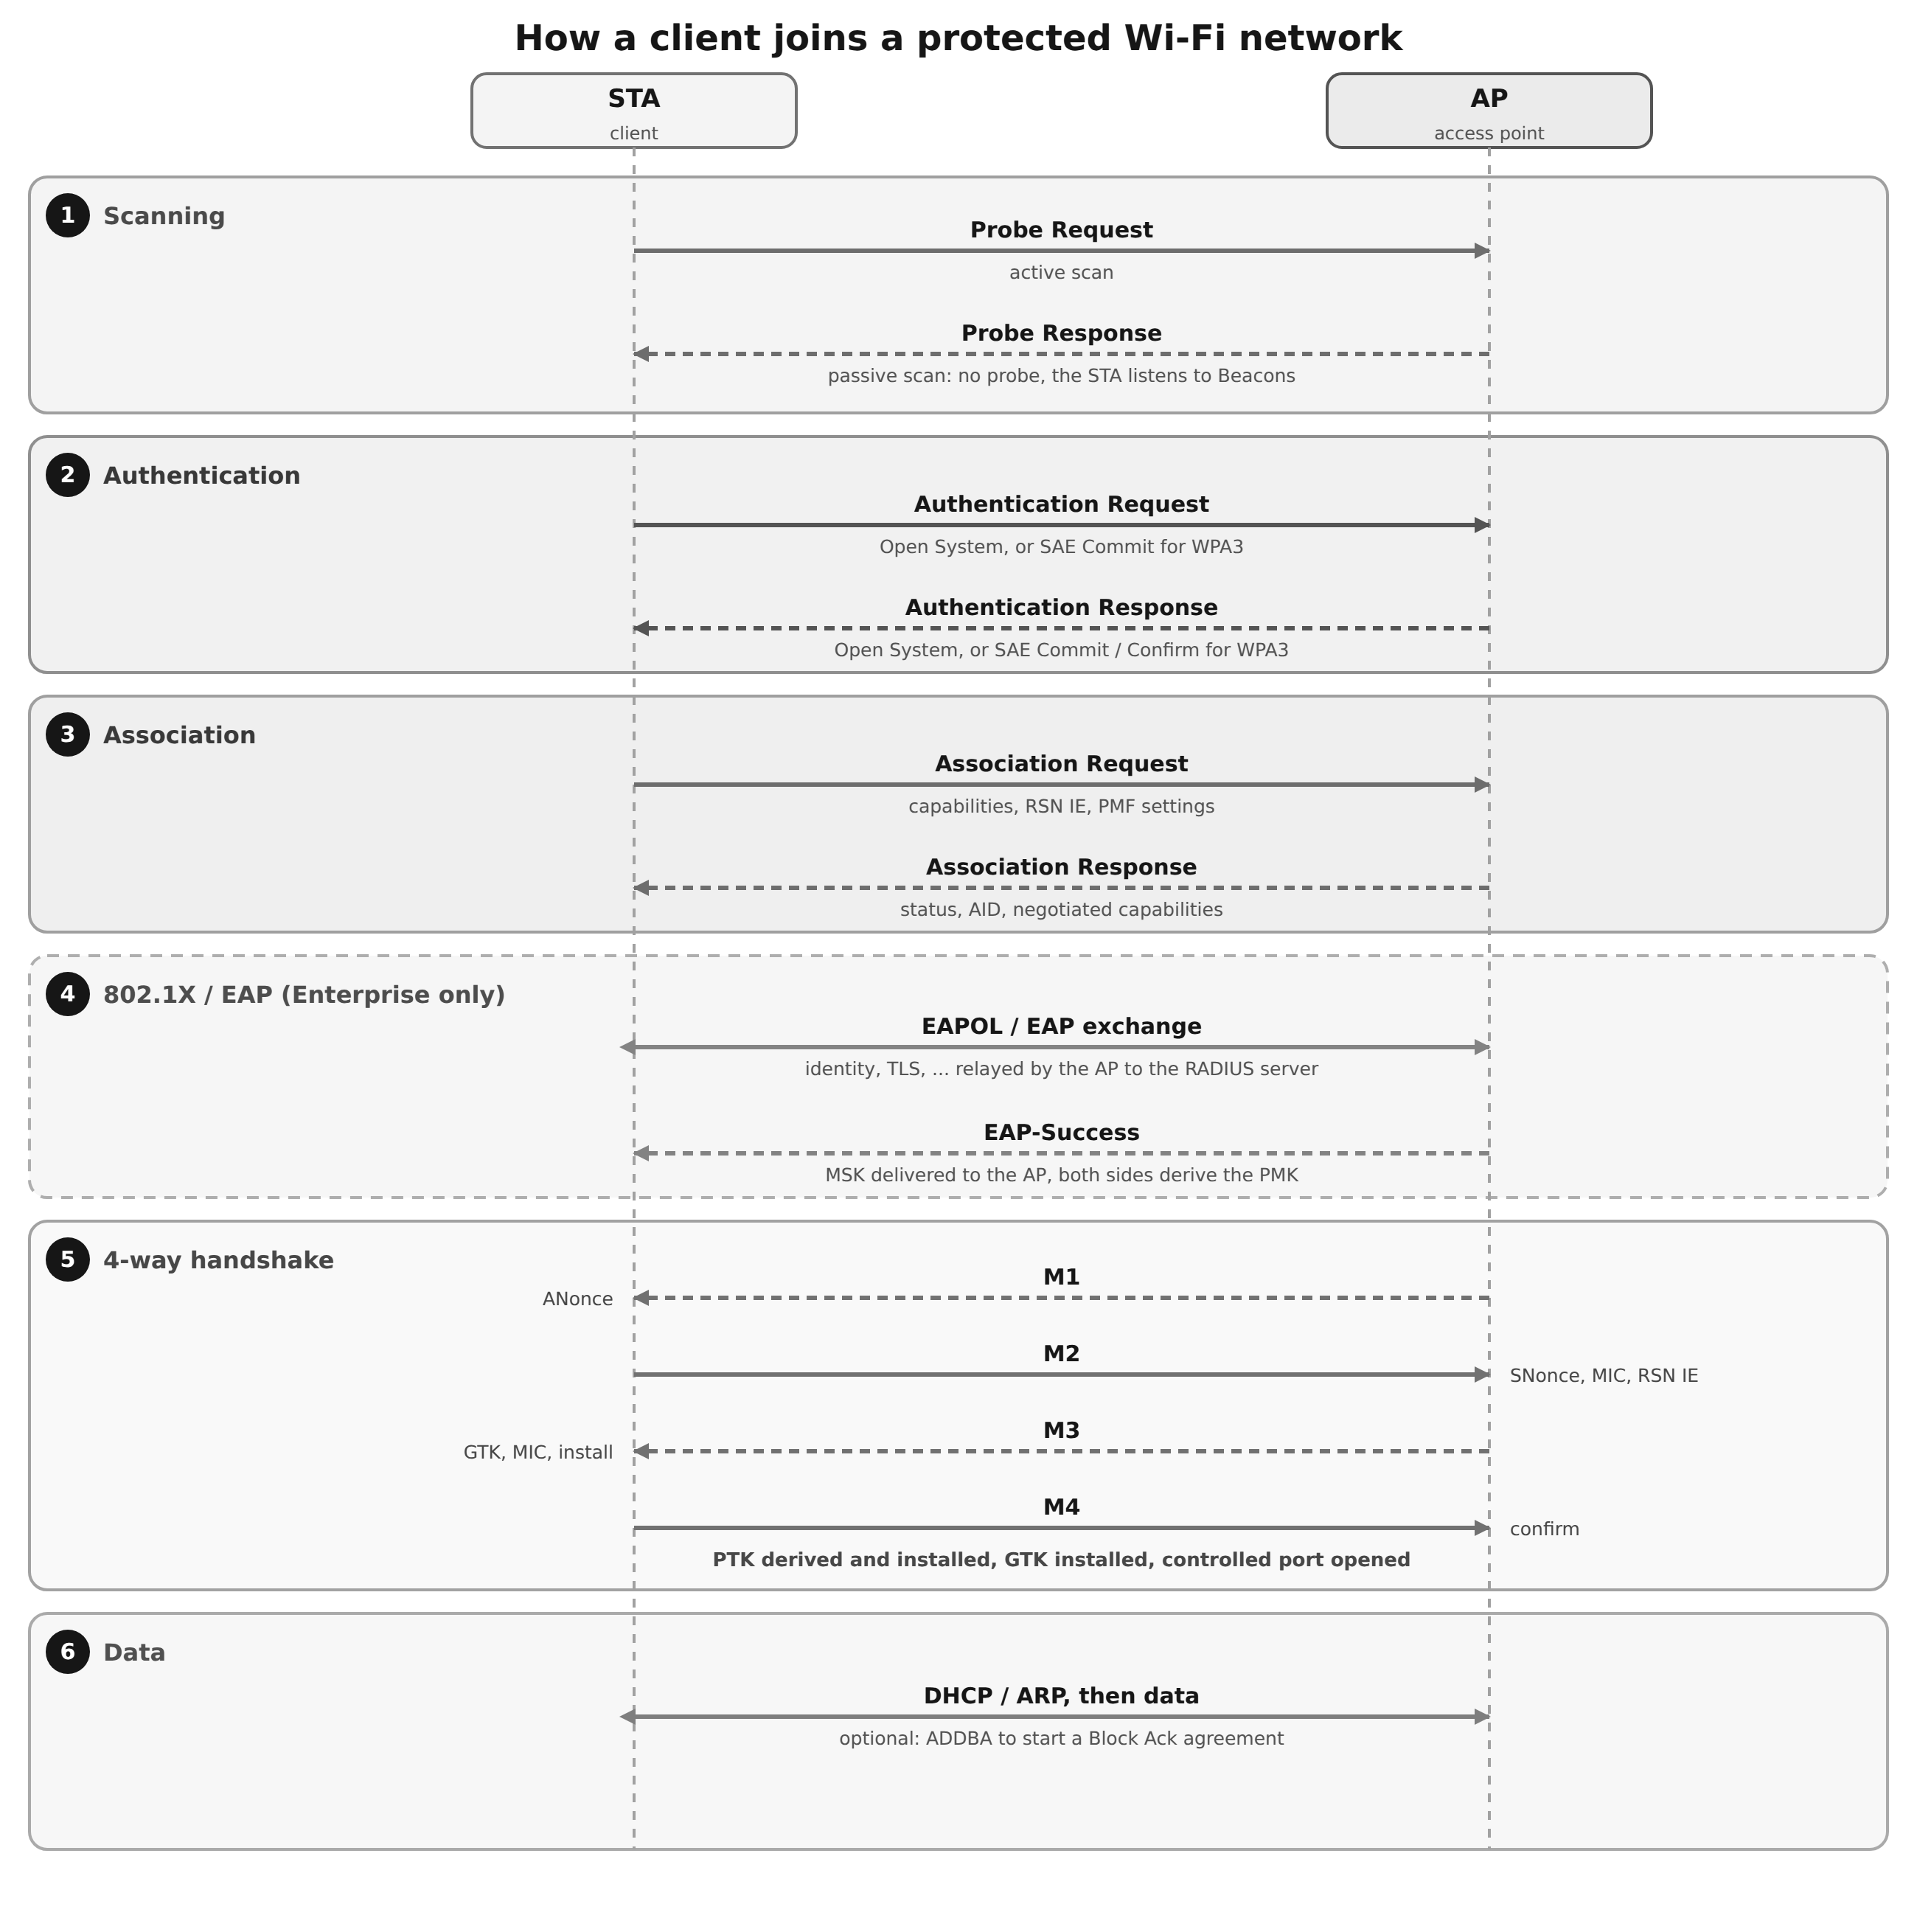 How a client joins a protected Wi-Fi network
STA
client
AP
access point
1 Scanning
Probe Request
active scan
Probe Response
passive scan: no probe, the STA listens to Beacons
2 Authentication
Authentication Request
Open System, or SAE Commit for WPA3
Authentication Response
Open System, or SAE Commit / Confirm for WPA3
3 Association
Association Request
capabilities, RSN IE, PMF settings
Association Response
status, AID, negotiated capabilities
4 802.1X / EAP (Enterprise only)
EAPOL / EAP exchange
identity, TLS, … relayed by the AP to the RADIUS server
EAP-Success
MSK delivered to the AP, both sides derive the PMK
5 4-way handshake
M1
ANonce
M2
SNonce, MIC, RSN IE
M3
GTK, MIC, install
M4
confirm
PTK derived and installed, GTK installed, controlled port opened
6 Data
DHCP / ARP, then data
optional: ADDBA to start a Block Ack agreement